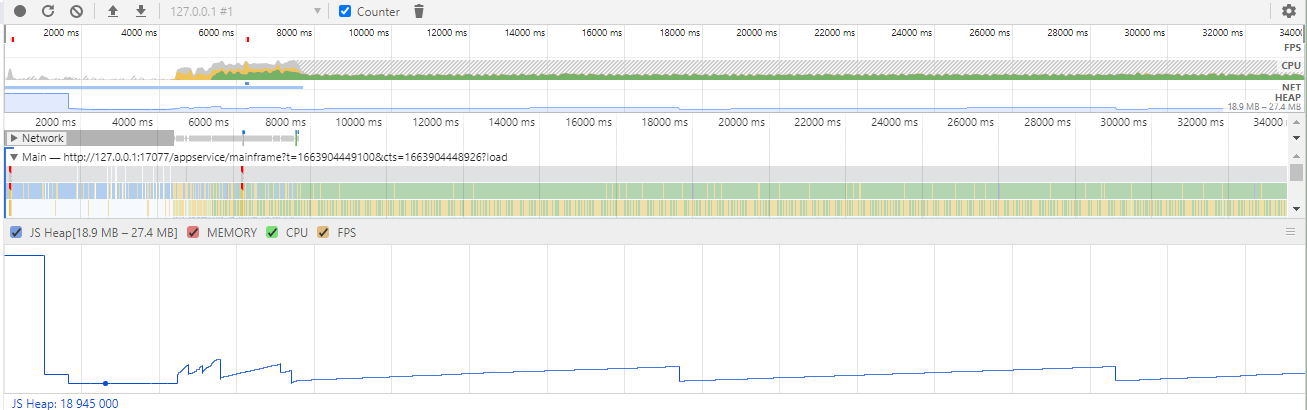 127.0.0.1 #1 Counter
2000 ms 4000 ms 6000 ms 8000 ms 10000 ms 12000 ms 14000 ms 16000 ms 18000 ms 20000 ms 22000 ms 24000 ms 26000 ms 28000 ms 30000 ms 32000 ms 34000
FPS
CPU
NET
HEAP
18.9 MB – 27.4 MB
2000 ms 4000 ms 6000 ms 8000 ms 10000 ms 12000 ms 14000 ms 16000 ms 18000 ms 20000 ms 22000 ms 24000 ms 26000 ms 28000 ms 30000 ms 32000 ms 34000
Network
Main — http://127.0.0.1:17077/appservice/mainframe?t=1663904449100&cts=1663904448926?load
JS Heap[18.9 MB – 27.4 MB] MEMORY CPU FPS
JS Heap: 18 945 000